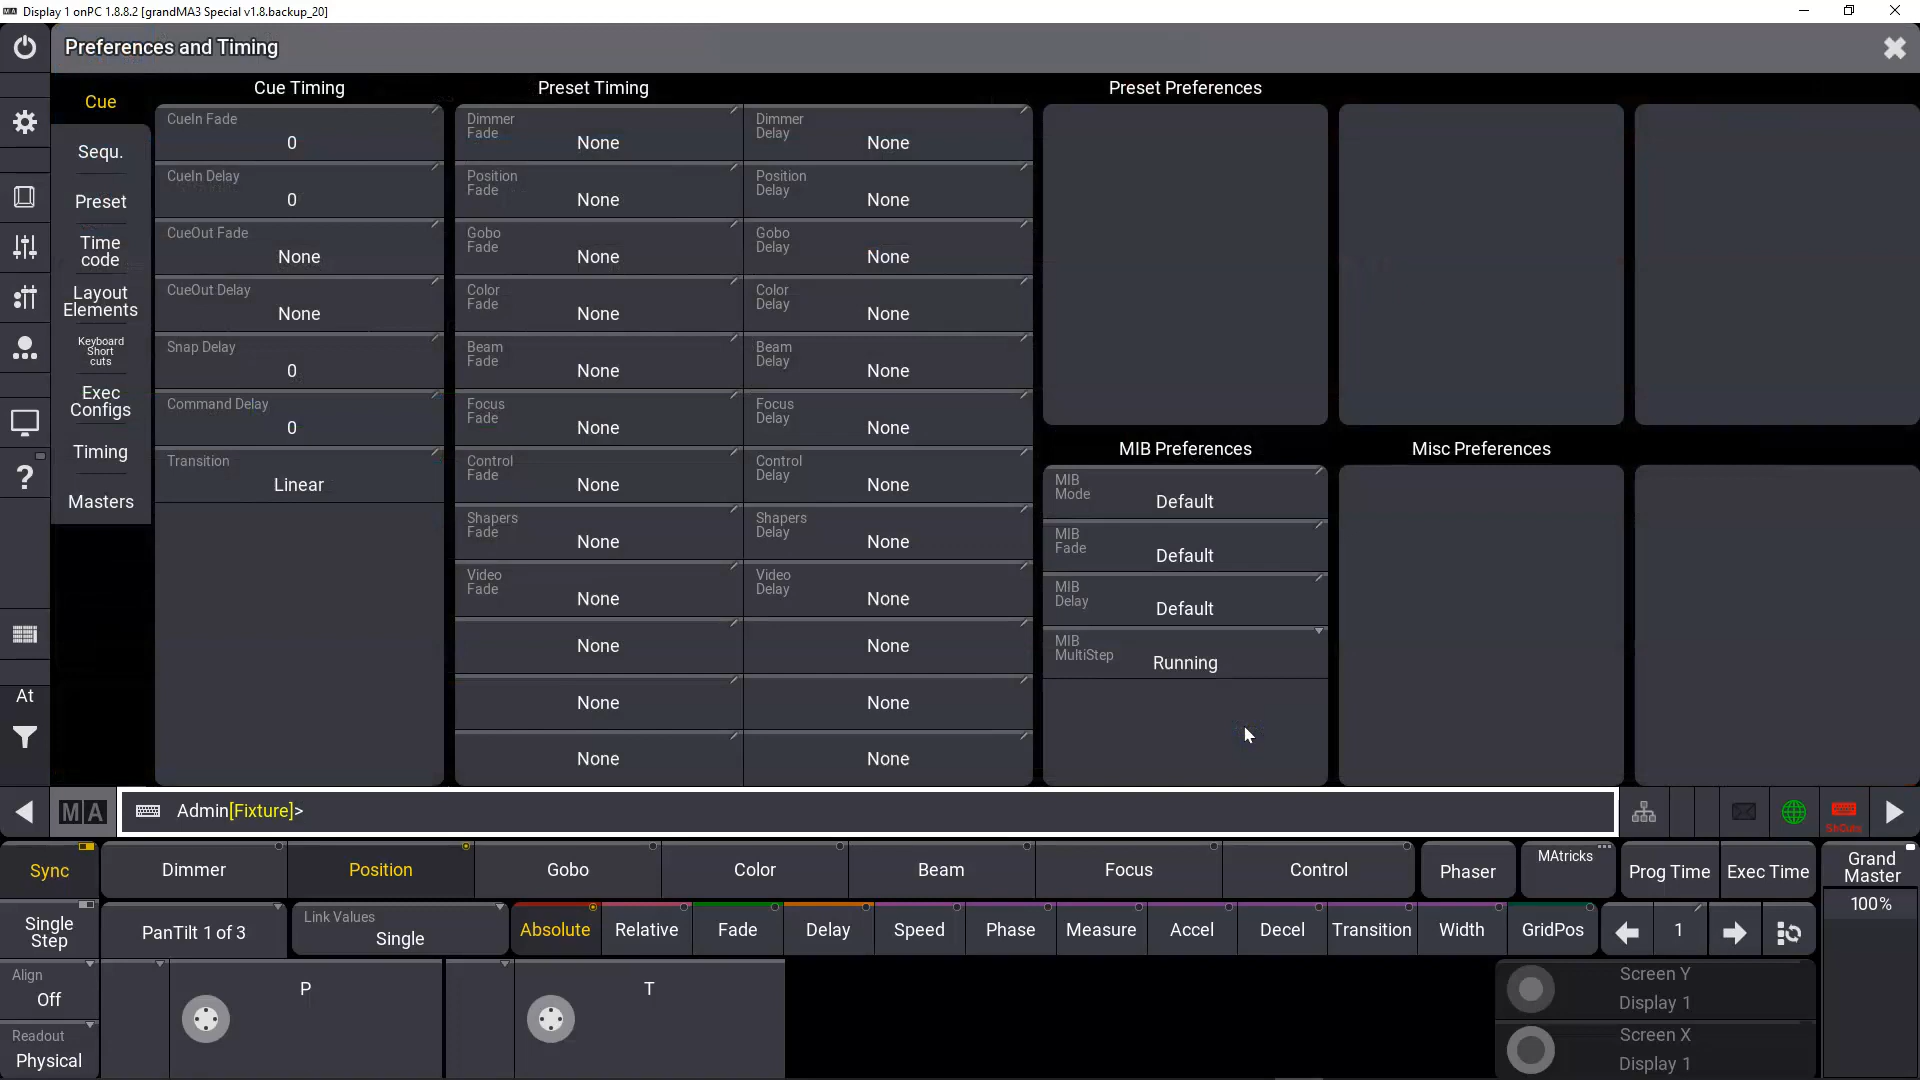 Display 1 onPC 1.8.8.2 [grandMA3 Special v1.8.backup_20]
Preferences and Timing
Cue
Sequ.
Preset
Time
code
Layout
Elements
Keyboard
Short
cuts
Exec
Configs
Timing
Masters
Cue Timing
CueIn Fade
0
CueIn Delay
0
CueOut Fade
None
CueOut Delay
None
Snap Delay
0
Command Delay
0
Transition
Linear
Preset Timing
Dimmer
Fade
None
Dimmer
Delay
None
Position
Fade
None
Position
Delay
None
Gobo
Fade
None
Gobo
Delay
None
Color
Fade
None
Color
Delay
None
Beam
Fade
None
Beam
Delay
None
Focus
Fade
None
Focus
Delay
None
Control
Fade
None
Control
Delay
None
Shapers
Fade
None
Shapers
Delay
None
Video
Fade
None
Video
Delay
None
None
None
None
None
None
None
Preset Preferences
MIB Preferences
MIB
Mode
Default
MIB
Fade
Default
MIB
Delay
Default
MIB
MultiStep
Running
Misc Preferences
?
At
MA
Admin[Fixture]>
ShCuts
Sync
Dimmer
Position
Gobo
Color
Beam
Focus
Control
Phaser
MAtricks
Prog Time
Exec Time
Grand
Master
100%
Single
Step
PanTilt 1 of 3
Link Values
Single
Absolute
Relative
Fade
Delay
Speed
Phase
Measure
Accel
Decel
Transition
Width
GridPos
1
Align
Off
P
T
Screen Y
Display 1
Readout
Physical
Screen X
Display 1